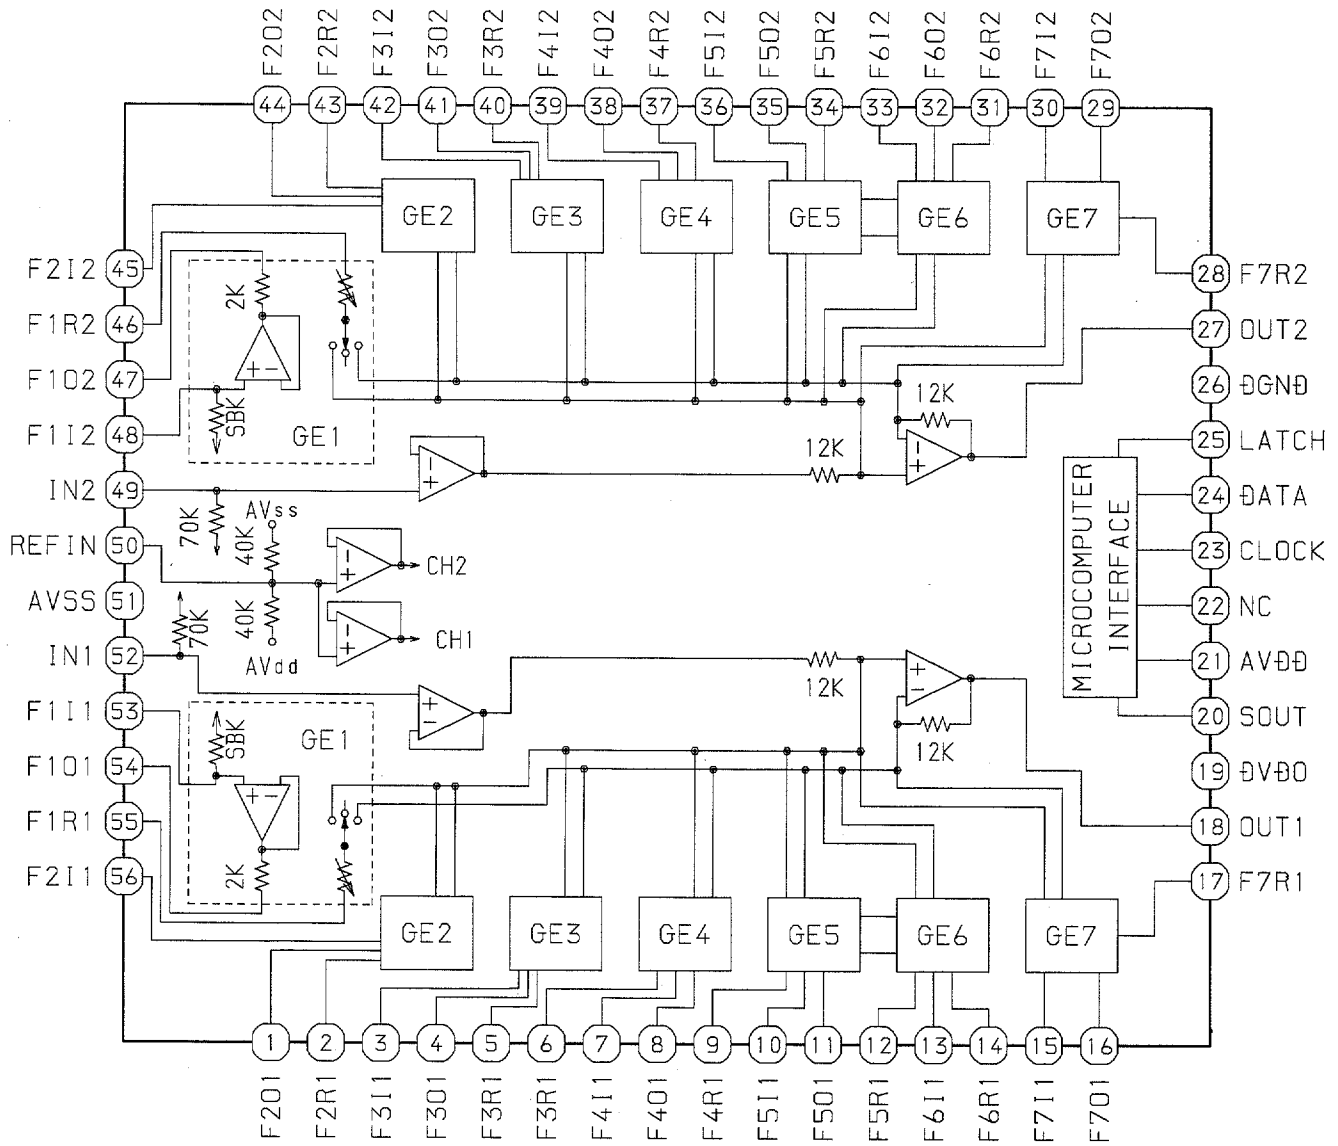 F2O2
F2R2
F3I2
F3O2
F3R2
F4I2
F4O2
F4R2
F5I2
F5O2
F5R2
F6I2
F6O2
F6R2
F7I2
F7O2
44
43
42
41
40
39
38
37
36
35
34
33
32
31
30
29
GE2
GE3
GE4
GE5
GE6
GE7
F2I2 45
F1R2 46
F1O2 47
F1I2 48
IN2 49
REFIN 50
AVSS 51
IN1 52
F1I1 53
F1O1 54
F1R1 55
F2I1 56
28 F7R2
27 OUT2
26 DGND
25 LATCH
24 DATA
23 CLOCK
22 NC
21 AVDD
20 SOUT
19 DVDO
18 OUT1
17 F7R1
2K
+ −
SBK
GE1
12K
12K
− +
− +
70K
AVss
40K
− +
CH2
40K
− +
CH1
AVdd
70K
MICROCOMPUTER
INTERFACE
12K
+ −
+ −
12K
SBK
GE1
+ −
2K
GE2
GE3
GE4
GE5
GE6
GE7
1
2
3
4
5
6
7
8
9
10
11
12
13
14
15
16
F2O1
F2R1
F3I1
F3O1
F3R1
F3R1
F4I1
F4O1
F4R1
F5I1
F5O1
F5R1
F6I1
F6R1
F7I1
F7O1